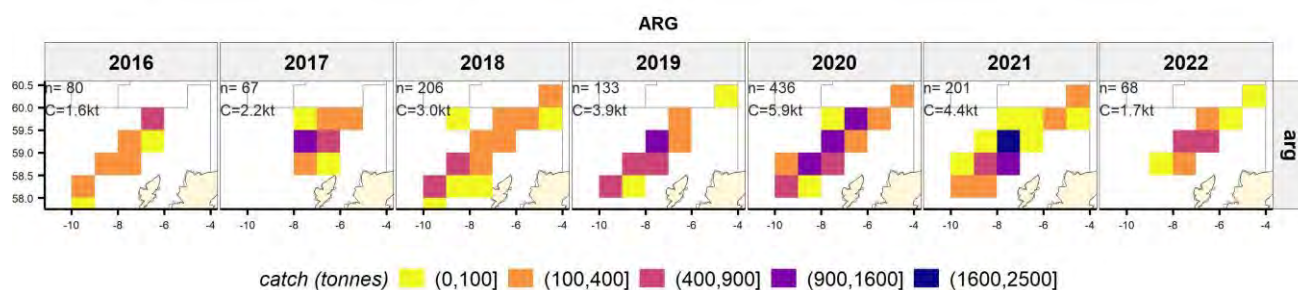 ARG
2016 2017 2018 2019 2020 2021 2022
n= 80 n= 67 n= 206 n= 133 n= 436 n= 201 n= 68
C=1.6kt C=2.2kt C=3.0kt C=3.9kt C=5.9kt C=4.4kt C=1.7kt
60.5
60.0
59.5
59.0
58.5
58.0
arg
-10 -8 -6 -4 -10 -8 -6 -4 -10 -8 -6 -4 -10 -8 -6 -4 -10 -8 -6 -4 -10 -8 -6 -4 -10 -8 -6 -4
catch (tonnes) (0,100] (100,400] (400,900] (900,1600] (1600,2500]